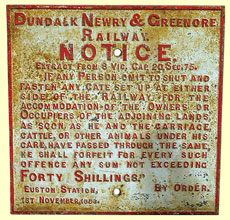 DUNDALK NEWRY & GREENORE
RAILWAY.
NOTICE
EXTRACT FROM 8 VIC. CAP. 20, SEC. 75.
"IF ANY PERSON OMIT TO SHUT AND
FASTEN ANY GATE SET UP AT EITHER
SIDE OF THE RAILWAY, FOR THE
ACCOMMODATION OF THE OWNERS OR
OCCUPIERS OF THE ADJOINING LANDS,
AS SOON AS HE AND THE CARRIAGE,
CATTLE, OR OTHER ANIMALS UNDER HIS
CARE, HAVE PASSED THROUGH THE SAME,
HE SHALL FORFEIT FOR EVERY SUCH
OFFENCE ANY SUM NOT EXCEEDING
FORTY SHILLINGS."
EUSTON STATION, BY ORDER.
1ST NOVEMBER,